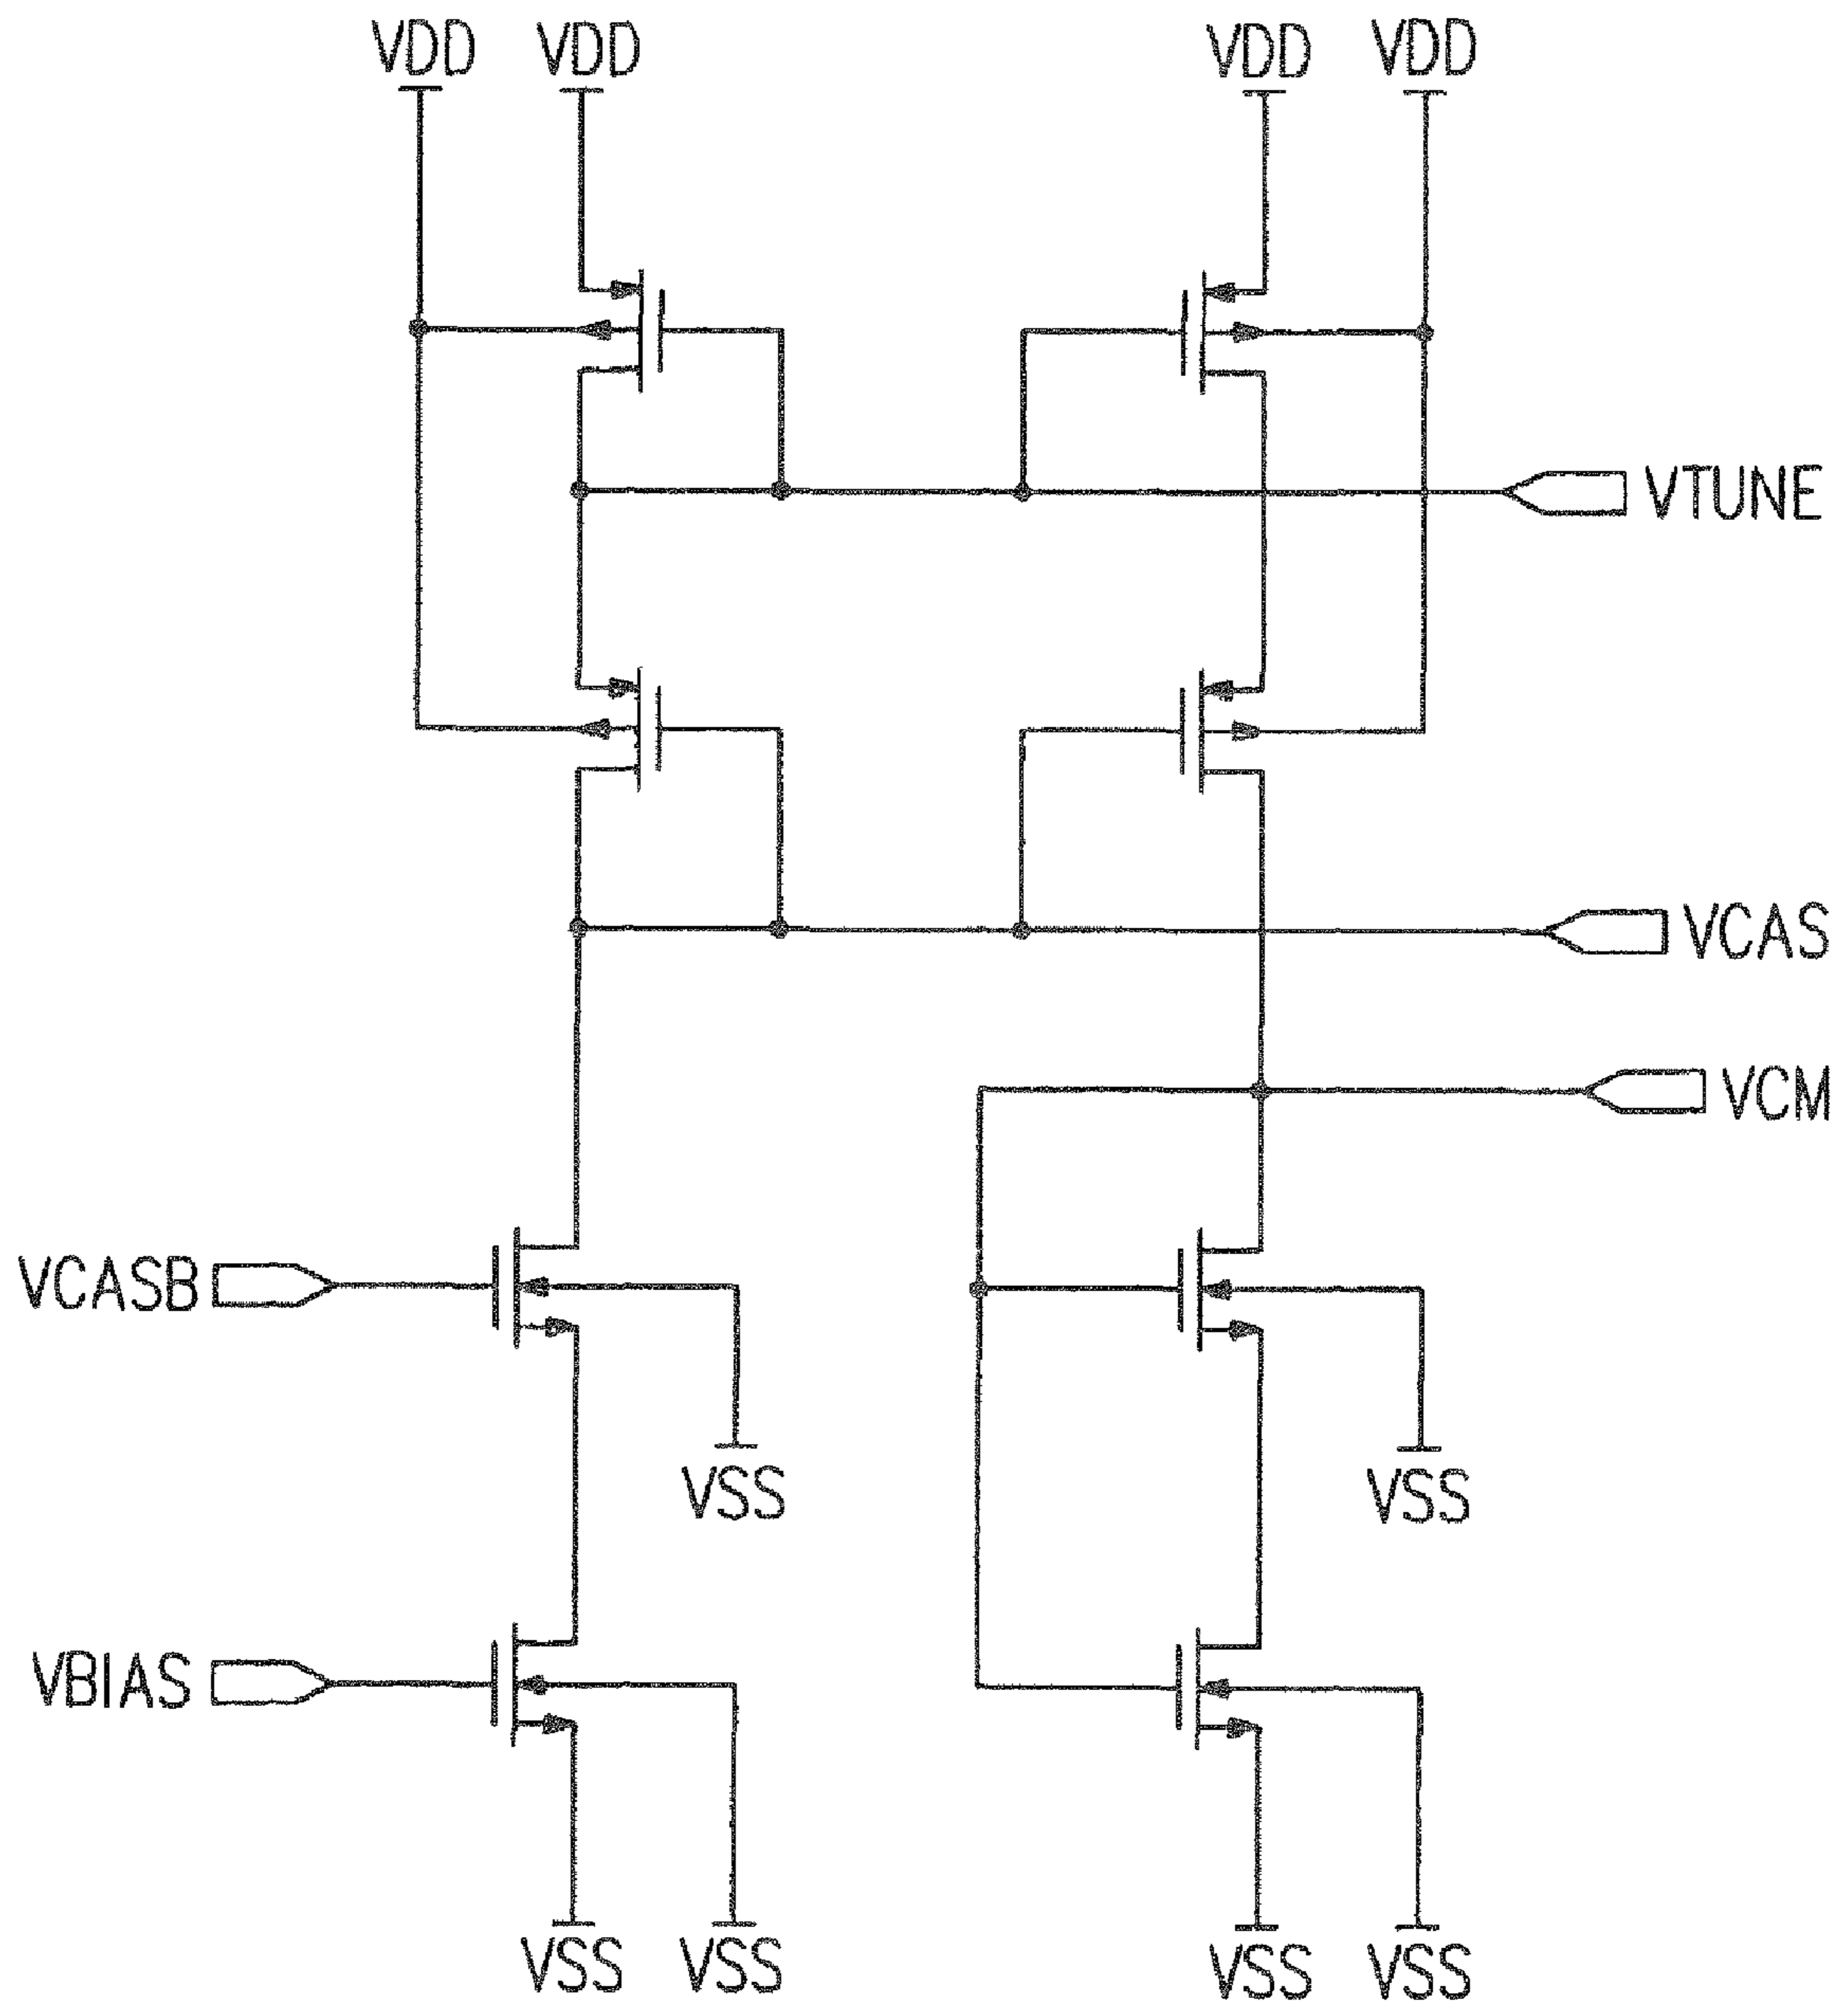 VDD VDD VDD VDD
VTUNE
VCAS
VCM
VCASB
VSS VSS
VBIAS
VSS VSS VSS VSS